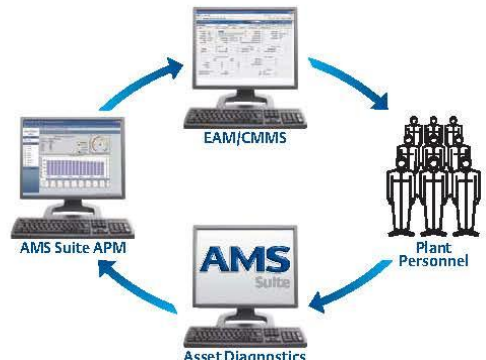 EAM/CMMS
AMS Suite APM
Plant
Personnel
AMS
Suite
Asset Diagnostics